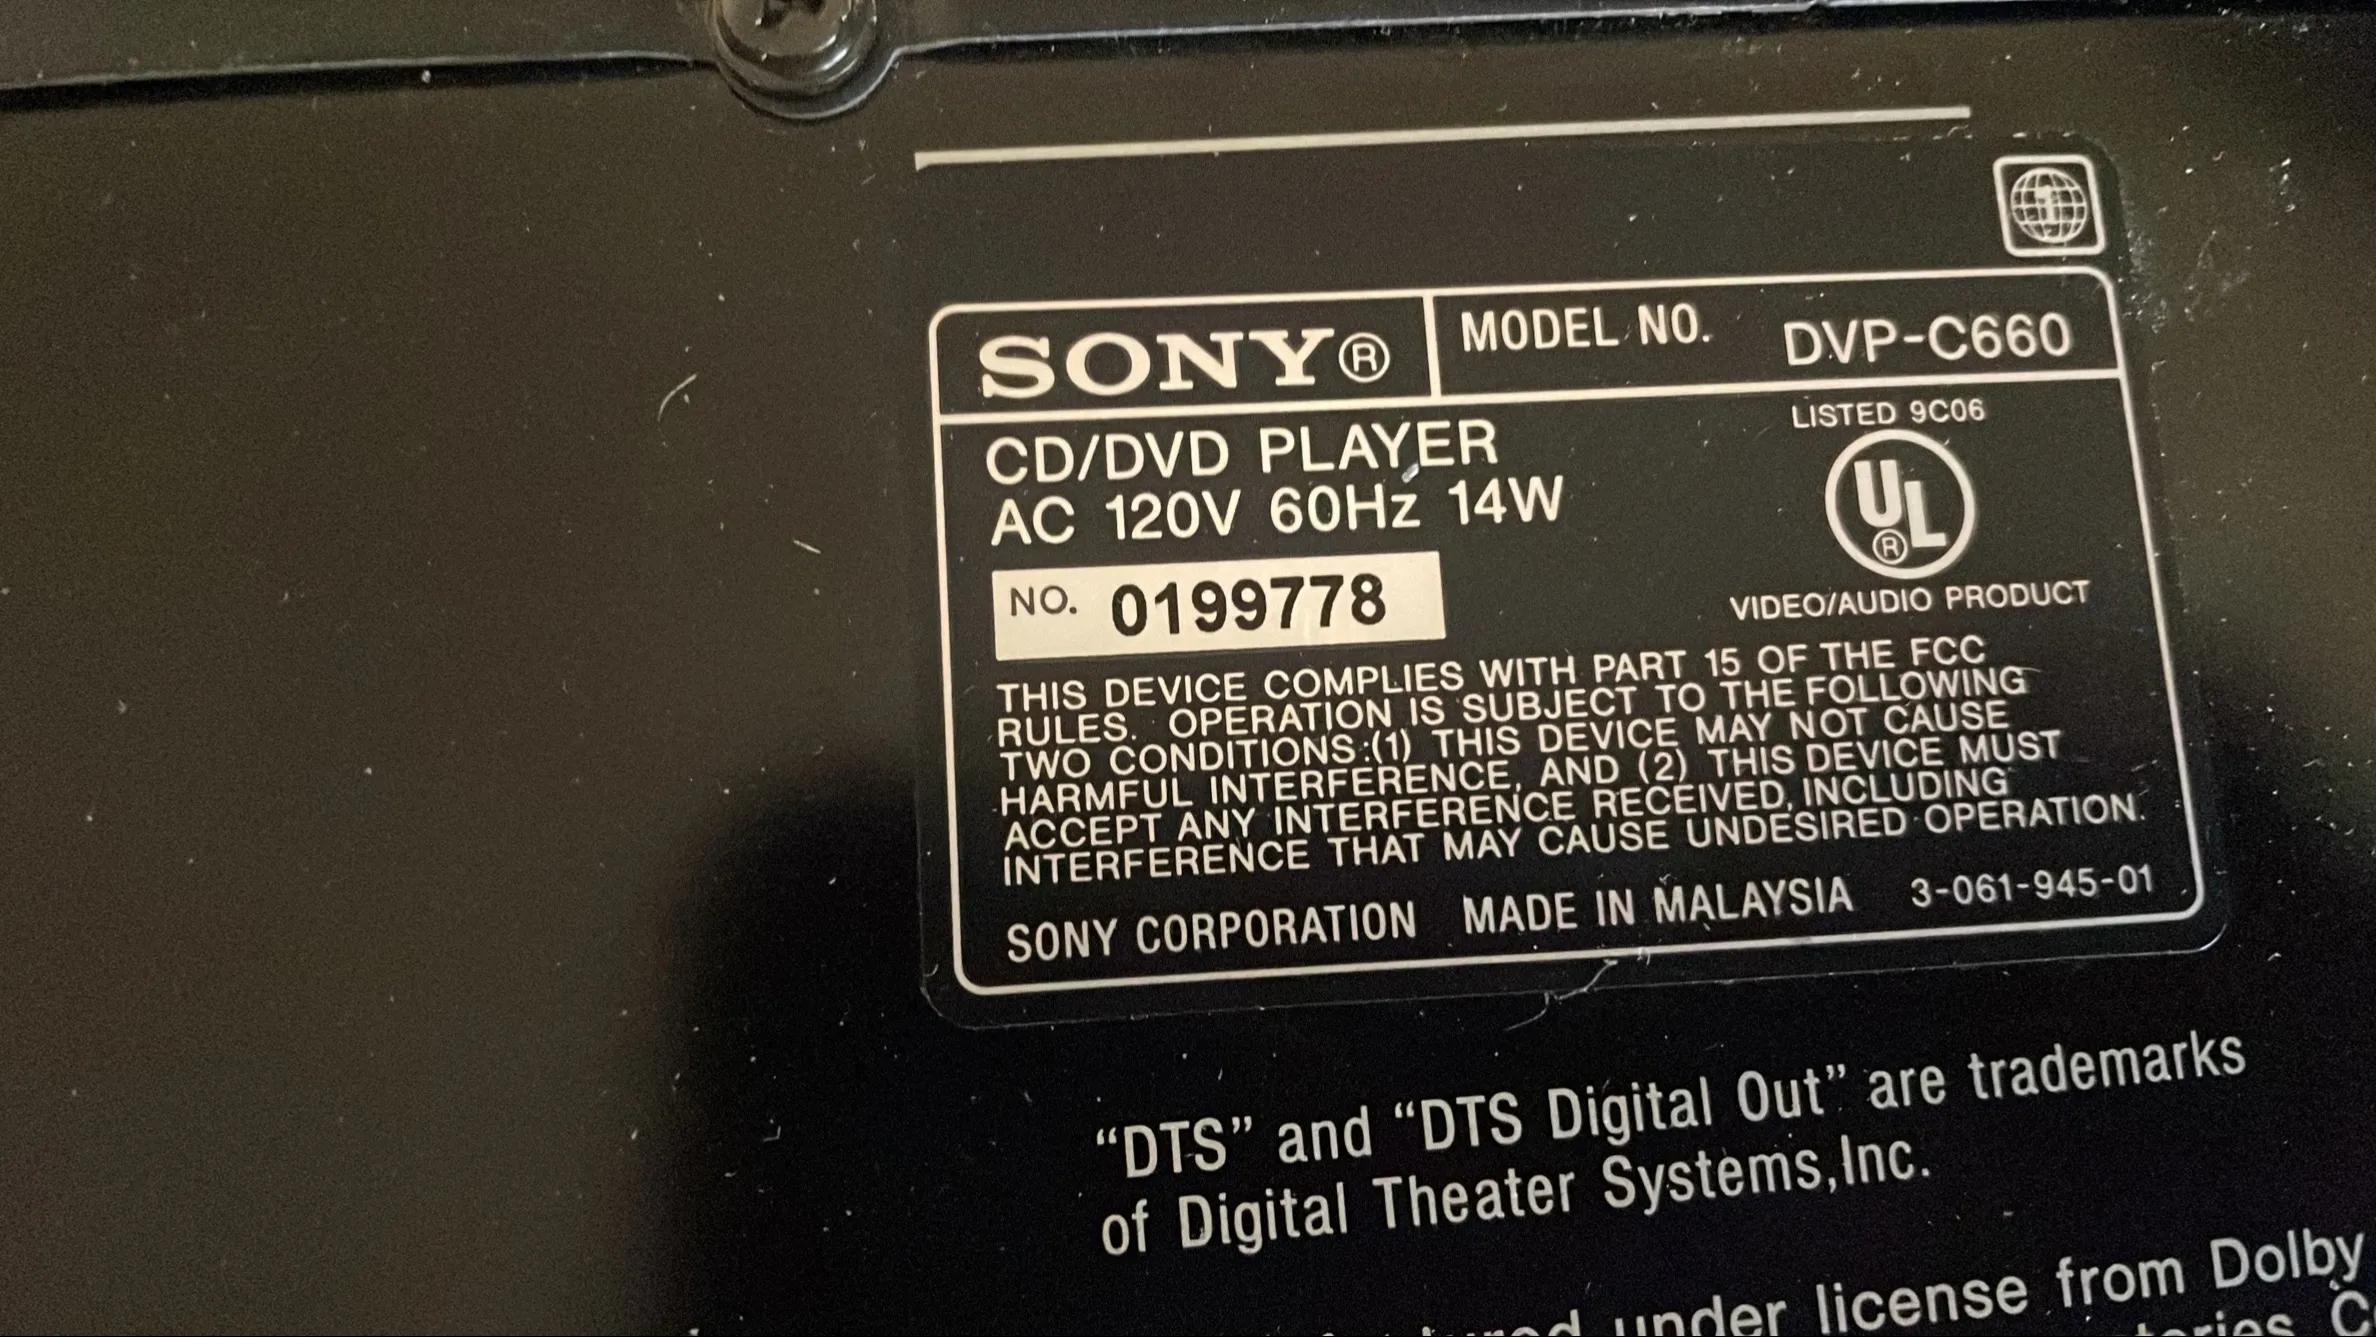 1
SONY® MODEL NO. DVP-C660
LISTED 9C06
CD/DVD PLAYER
AC 120V 60Hz 14W
UL®
NO. 0199778
VIDEO/AUDIO PRODUCT
THIS DEVICE COMPLIES WITH PART 15 OF THE FCC
RULES. OPERATION IS SUBJECT TO THE FOLLOWING
TWO CONDITIONS:(1) THIS DEVICE MAY NOT CAUSE
HARMFUL INTERFERENCE, AND (2) THIS DEVICE MUST
ACCEPT ANY INTERFERENCE RECEIVED, INCLUDING
INTERFERENCE THAT MAY CAUSE UNDESIRED OPERATION.
SONY CORPORATION MADE IN MALAYSIA 3-061-945-01
“DTS” and “DTS Digital Out” are trademarks
of Digital Theater Systems,Inc.
under license from Dolby